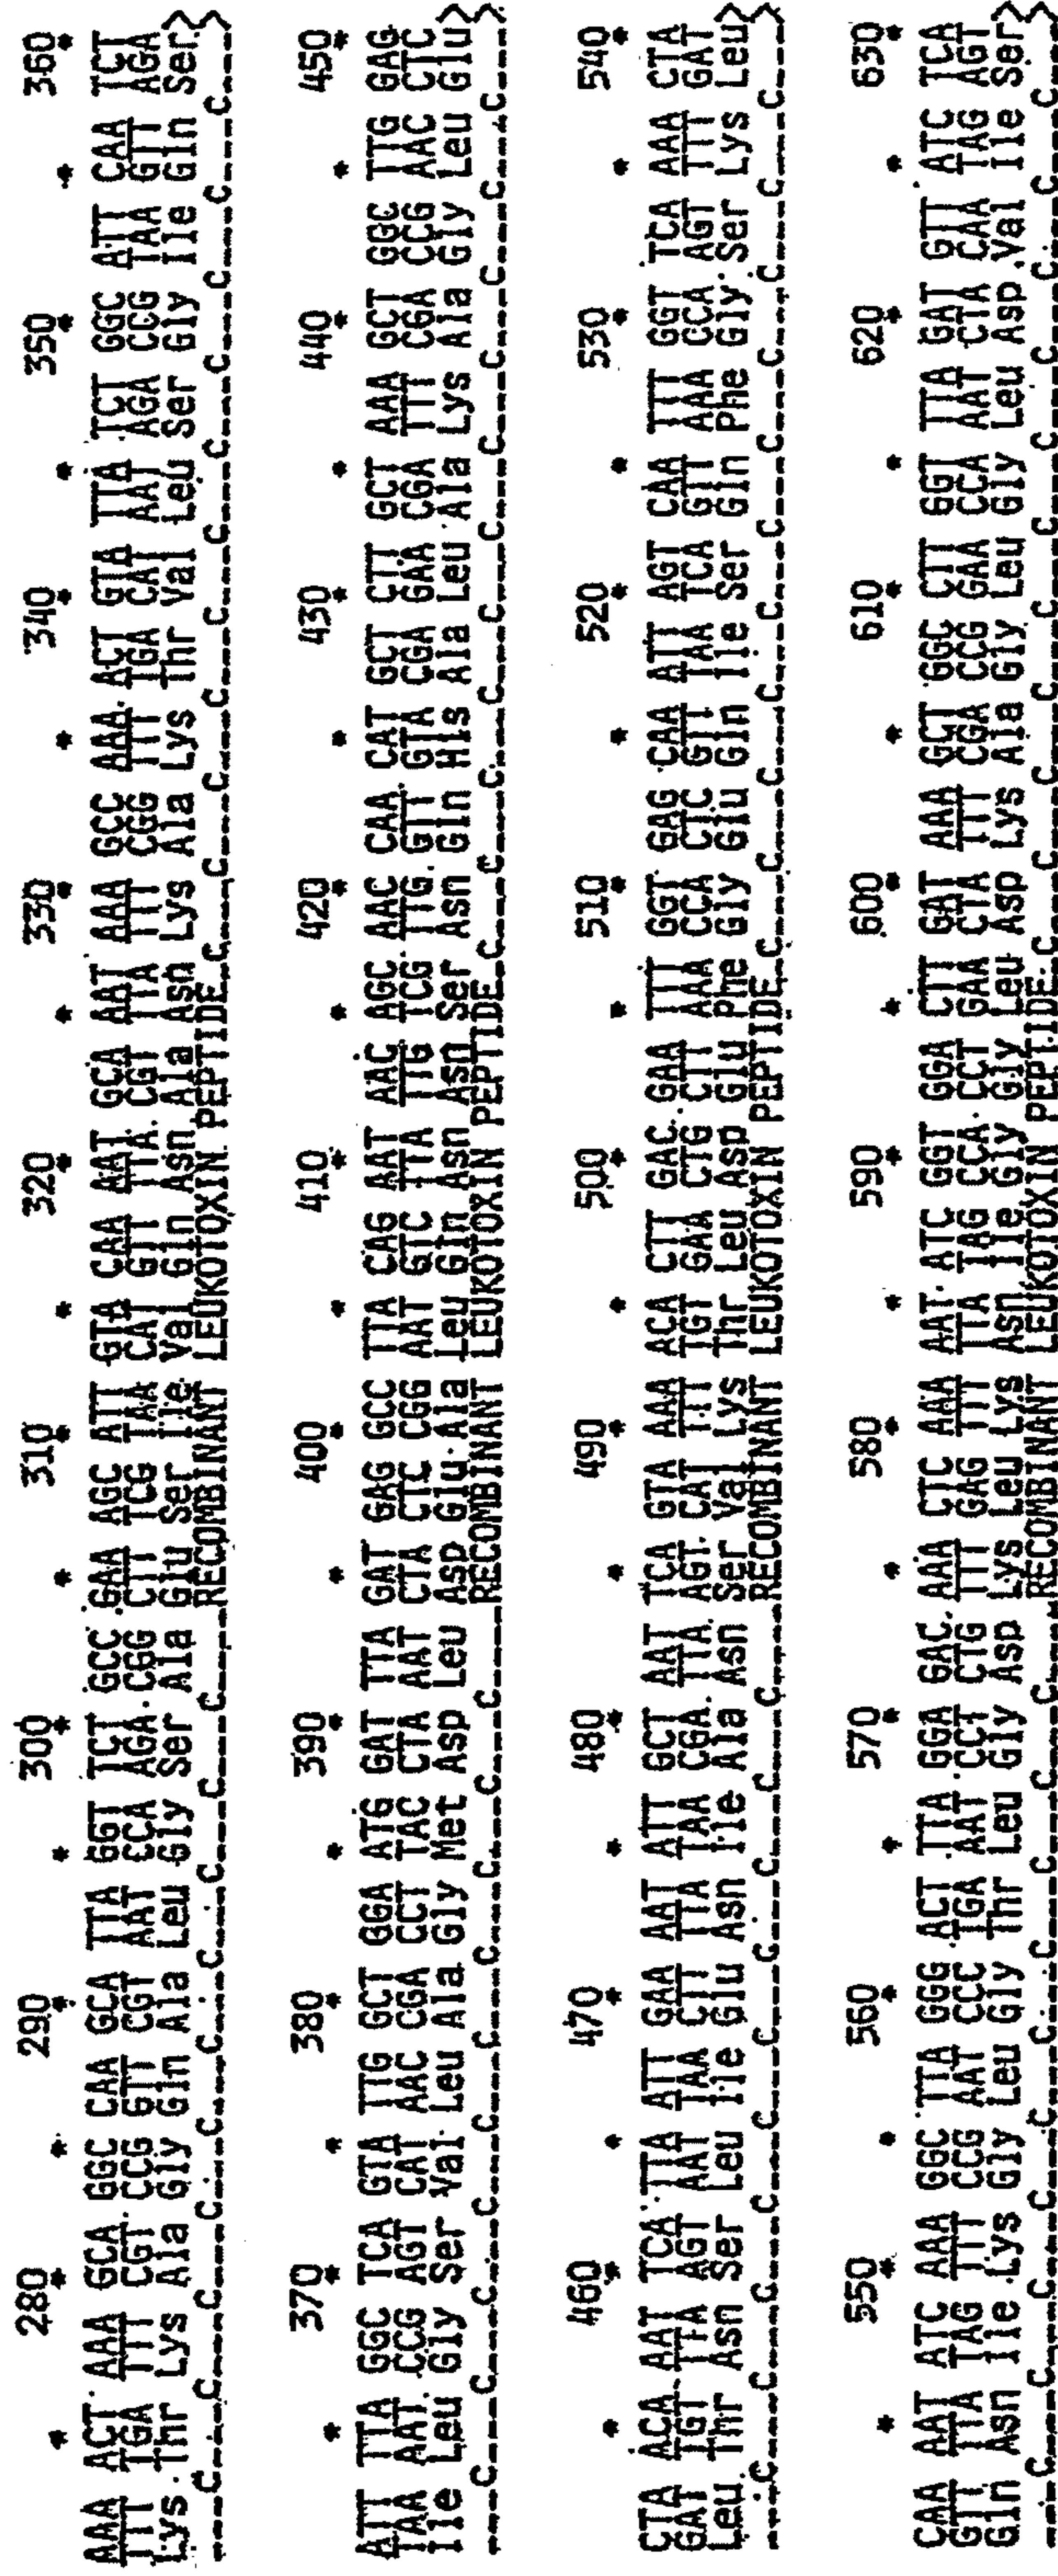 280 290 300 310 320 330 340 350 360
* * * * * * * * * * * * * * * * * *
AAA ACT AAA GCA GGC CAA GCA TTA GGT TCT GCC GAA AGC ATT GTA CAA AAT GCA AAT AAA GCC AAA ACT GTA TTA TCT GGC ATT CAA TCT
TTT TGA TTT CGT CCG GTT CGT AAT CCA AGA CGG CTT TCG TAA CAT GTT TTA CGT TTA TTT CGG TTT TGA CAT AAT AGA CCG TAA GTT AGA
Lys Thr Lys Ala Gly Gln Ala Leu Gly Ser Ala Glu Ser Ile Val Gln Asn Ala Asn Lys Ala Lys Thr Val Leu Ser Gly Ile Gln Ser>
----C----C----C----C----C----C----C----C----C----C____RECOMBINANT LEUKOTOXIN PEPTIDE_C----C----C----C----C----C----C----C----C----C---->
370 380 390 400 410 420 430 440 450
* * * * * * * * * * * * * * * * * *
ATT TTA GGC TCA GTA TTG GCT GGA ATG GAT TTA GAT GAG GCC TTA CAG AAT AAC AGC AAC CAA CAT GCT CTT GCT AAA GCT GGC TTG GAG
TAA AAT CCG AGT CAT AAC CGA CCT TAC CTA AAT CTA CTC CGG AAT GTC TTA TTG TCG TTG GTT GTA CGA GAA CGA TTT CGA CCG AAC CTC
Ile Leu Gly Ser Val Leu Ala Gly Met Asp Leu Asp Glu Ala Leu Gln Asn Asn Ser Asn Gln His Ala Leu Ala Lys Ala Gly Leu Glu>
----C----C----C----C----C----C----C----C----C----C____RECOMBINANT LEUKOTOXIN PEPTIDE_C----C----C----C----C----C----C----C----C----C---->
460 470 480 490 500 510 520 530 540
* * * * * * * * * * * * * * * * * *
CTA ACA AAT TCA TTA ATT GAA AAT ATT GCT AAT TCA GTA AAA ACA CTT GAC GAA TTT GGT GAG CAA ATT AGT CAA TTT GGT TCA AAA CTA
GAT TGT TTA AGT AAT TAA CTT TTA TAA CGA TTA AGT CAT TTT TGT GAA CTG CTT AAA CCA CTC GTT TAA TCA GTT AAA CCA AGT TTT GAT
Leu Thr Asn Ser Leu Ile Glu Asn Ile Ala Asn Ser Val Lys Thr Leu Asp Glu Phe Gly Glu Gln Ile Ser Gln Phe Gly Ser Lys Leu>
----C----C----C----C----C----C----C----C----C----C____RECOMBINANT LEUKOTOXIN PEPTIDE_C----C----C----C----C----C----C----C----C----C---->
550 560 570 580 590 600 610 620 630
* * * * * * * * * * * * * * * * * *
CAA AAT ATC AAA GGC TTA GGG ACT TTA GGA GAC AAA CTC AAA AAT ATC GGT GGA CTT GAT AAA GCT GGC CTT GGT TTA GAT GTT ATC TCA
GTT TTA TAG TTT CCG AAT CCC TGA AAT CCT CTG TTT GAG TTT TTA TAG CCA CCT GAA CTA TTT CGA CCG GAA CCA AAT CTA CAA TAG AGT
Gln Asn Ile Lys Gly Leu Gly Thr Leu Gly Asp Lys Leu Lys Asn Ile Gly Gly Leu Asp Lys Ala Gly Leu Gly Leu Asp Val Ile Ser>
----C----C----C----C----C----C----C----C----C----C____RECOMBINANT LEUKOTOXIN PEPTIDE_C----C----C----C----C----C----C----C----C----C---->